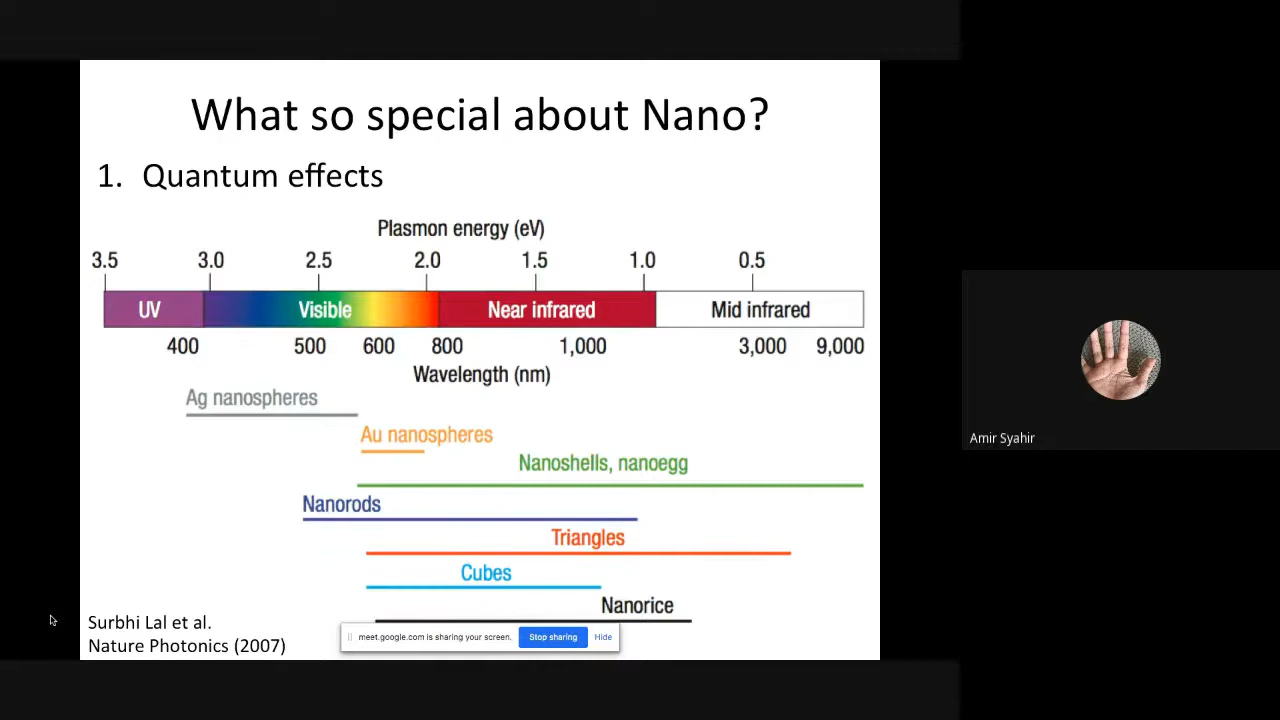 What so special about Nano?
1. Quantum effects
Plasmon energy (eV)
3.5 3.0 2.5 2.0 1.5 1.0 0.5
UV Visible Near infrared Mid infrared
400 500 600 800 1,000 3,000 9,000
Wavelength (nm)
Ag nanospheres
Au nanospheres
Nanoshells, nanoegg
Nanorods
Triangles
Cubes
Nanorice
Surbhi Lal et al.
Nature Photonics (2007)
meet.google.com is sharing your screen. Stop sharing Hide
Amir Syahir